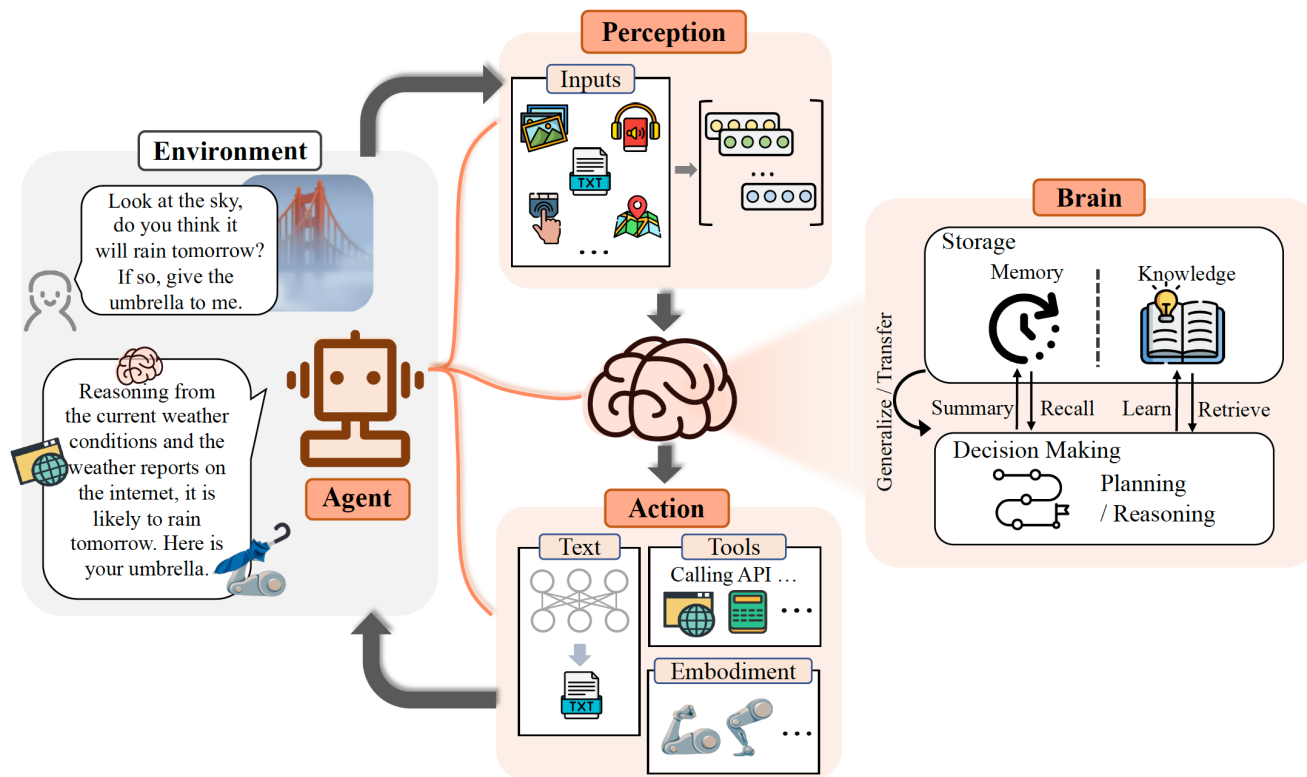 Perception
Inputs
TXT
...
...
Environment
Look at the sky,
do you think it
will rain tomorrow?
If so, give the
umbrella to me.
Reasoning from
the current weather
conditions and the
weather reports on
the internet, it is
likely to rain
tomorrow. Here is
your umbrella.
Agent
Action
Text
TXT
Tools
Calling API ...
...
Embodiment
...
Brain
Storage
Memory
Knowledge
Generalize / Transfer
Summary
Recall
Learn
Retrieve
Decision Making
Planning
/ Reasoning